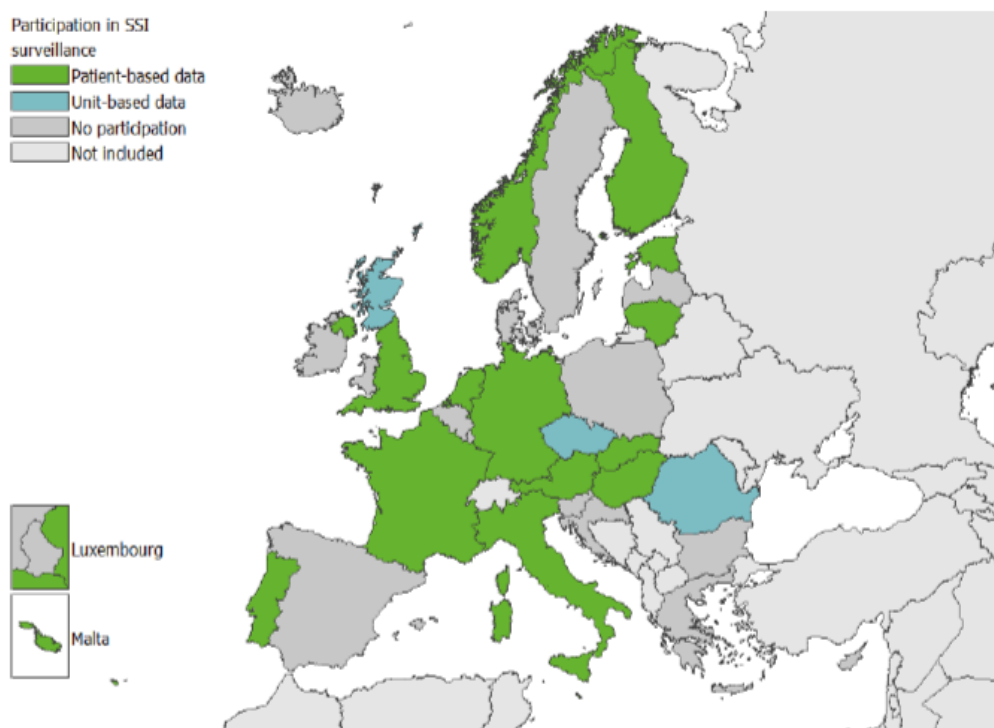 Participation in SSI
surveillance
Patient-based data
Unit-based data
No participation
Not included
Luxembourg
Malta